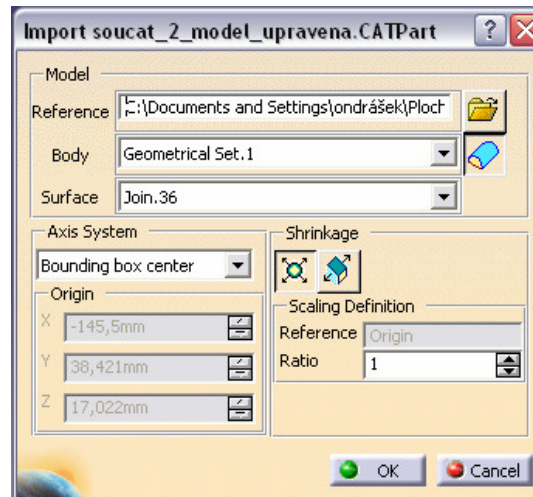 Import soucat_2_model_upravena.CATPart
Model
Reference :\Documents and Settings\ondrášek\Ploch
Body Geometrical Set.1
Surface Join.36
Axis System
Bounding box center
Origin
X -145,5mm
Y 38,421mm
Z 17,022mm
Shrinkage
Scaling Definition
Reference Origin
Ratio 1
OK Cancel